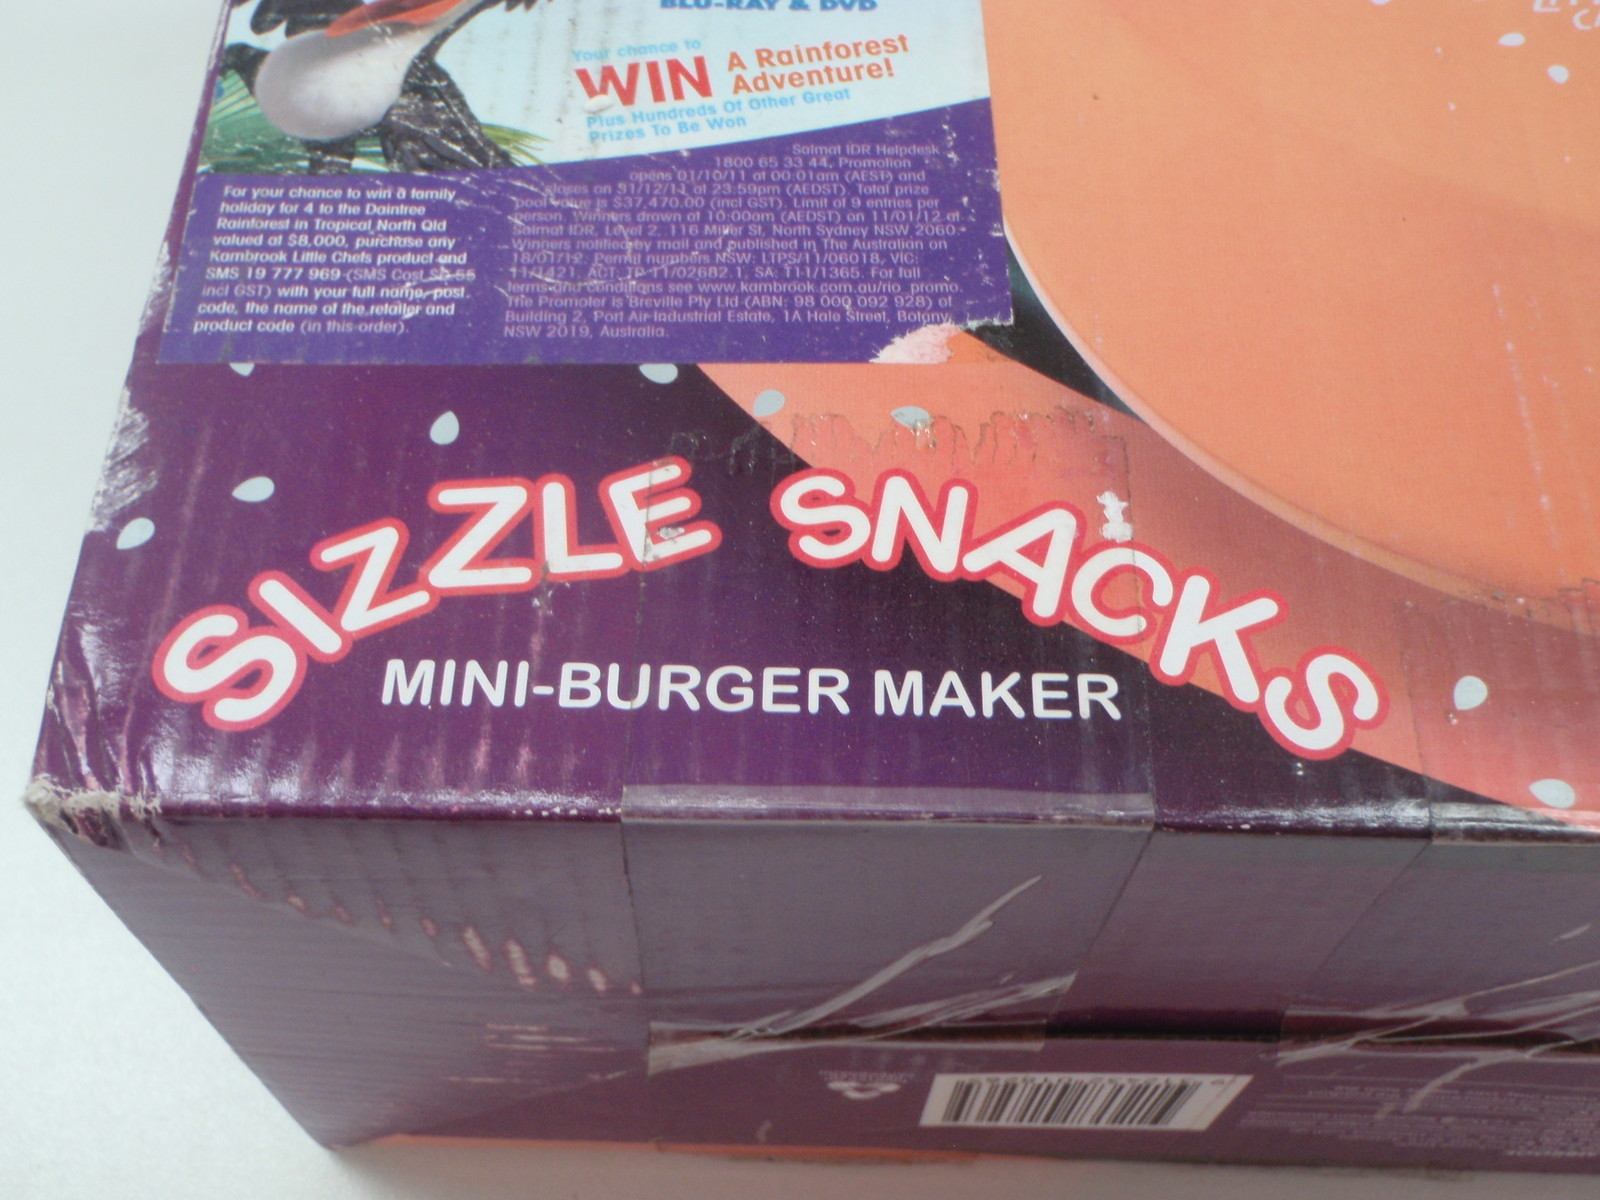 BLU-RAY & DVD
Your chance to
WIN A Rainforest
Adventure!
Plus Hundreds Of Other Great
Prizes To Be Won
For your chance to win a family
holiday for 4 to the Daintree
Rainforest in Tropical North Qld
valued at $8,000, purchase any
Kambrook Little Chefs product and
SMS 19 777 969 (SMS Cost $0.55
incl GST) with your full name, post
code, the name of the retailer and
product code (in this order).
Salmat IDR Helpdesk
1800 65 33 44, Promotion
opens 01/10/11 at 00:01am (AEST) and
closes on 31/12/11 at 23:59pm (AEDST). Total prize
pool value is $37,470.00 (incl GST). Limit of 9 entries per
person. Winners drawn at 10:00am (AEDST) on 11/01/12 at
Salmat IDR, Level 2, 116 Miller St, North Sydney NSW 2060.
Winners notified by mail and published in The Australian on
18/01/12. Permit numbers NSW: LTPS/11/06018, VIC:
11/1421, ACT: TP 11/02682.1, SA: T11/1365. For full
terms and conditions see www.kambrook.com.au/rio_promo.
The Promoter is Breville Pty Ltd (ABN: 98 000 092 928) of
Building 2, Port Air Industrial Estate, 1A Hale Street, Botany,
NSW 2019, Australia.
SIZZLE SNACKS
MINI-BURGER MAKER